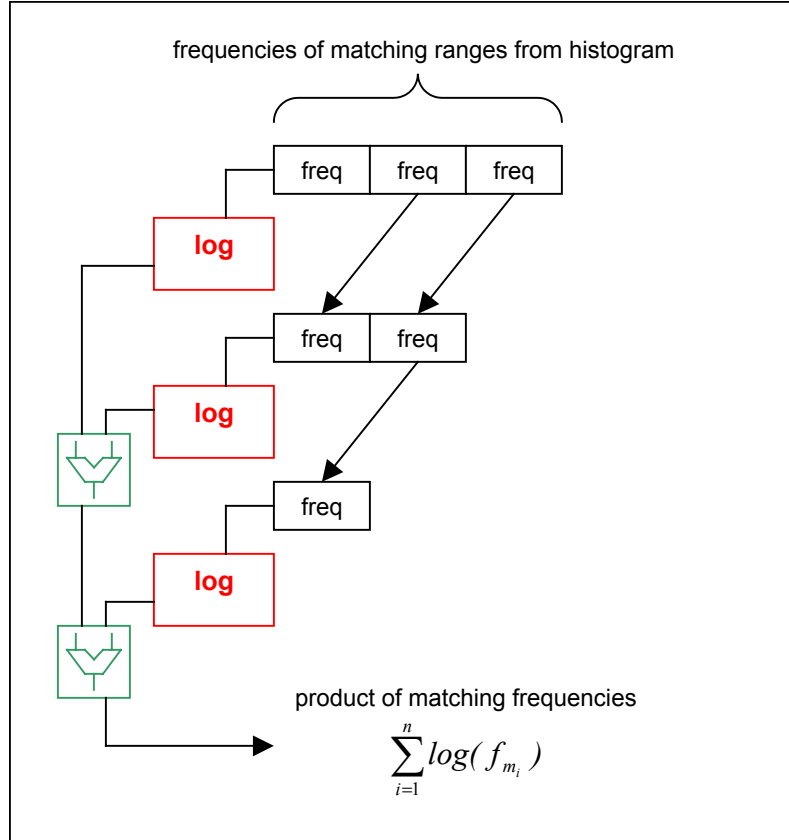 frequencies of matching ranges from histogram
freq freq freq
log
freq freq
log
freq
log
product of matching frequencies
n
∑ log( f_{m_i} )
i=1